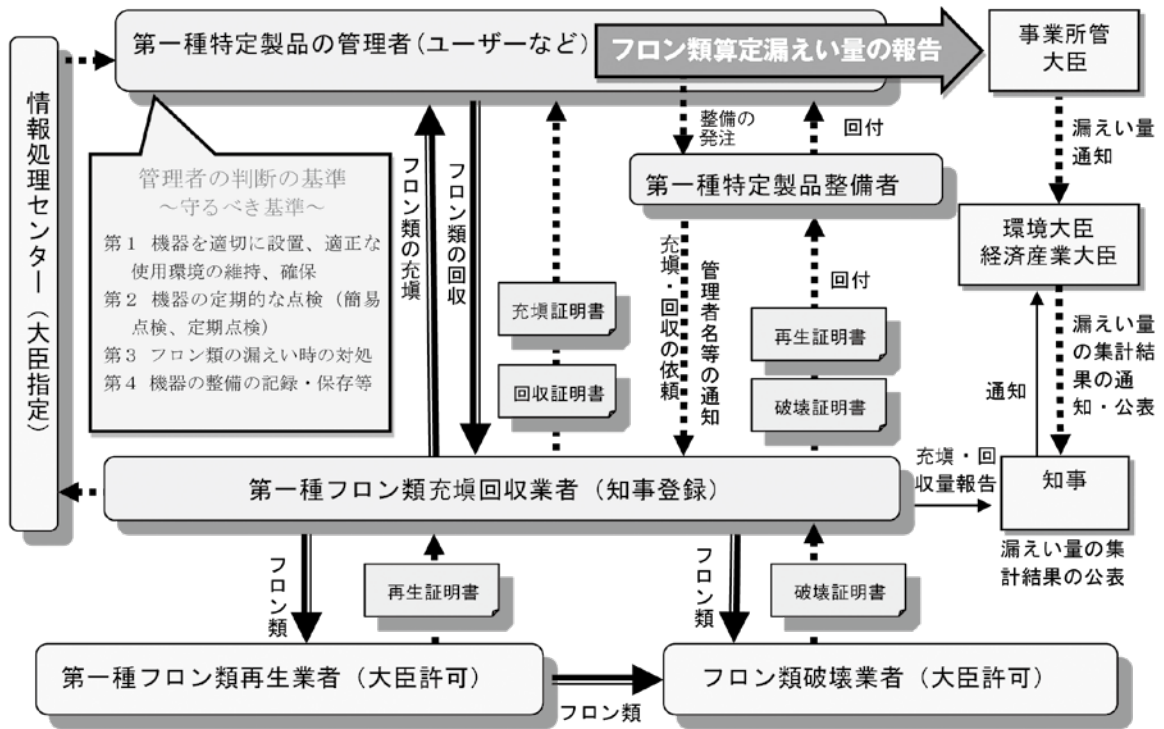 第一種特定製品の管理者（ユーザーなど）
フロン類算定漏えい量の報告
事業所管
大臣
情報処理センター（大臣指定）
管理者の判断の基準
～守るべき基準～
第１ 機器を適切に設置、適正な
使用環境の維持、確保
第２ 機器の定期的な点検（簡易
点検、定期点検）
第３ フロン類の漏えい時の対処
第４ 機器の整備の記録・保存等
フロン類の充塡
フロン類の回収
充塡証明書
回収証明書
整備の
発注
回付
第一種特定製品整備者
充塡・回収の依頼
管理者名等の通知
回付
再生証明書
破壊証明書
漏えい量
通知
環境大臣
経済産業大臣
漏えい量
の集計結
果の通
知・公表
通知
第一種フロン類充塡回収業者（知事登録）
充塡・回
収量報告
知事
漏えい量の集
計結果の公表
フロン類
再生証明書
フロン類
破壊証明書
第一種フロン類再生業者（大臣許可）
フロン類
フロン類破壊業者（大臣許可）